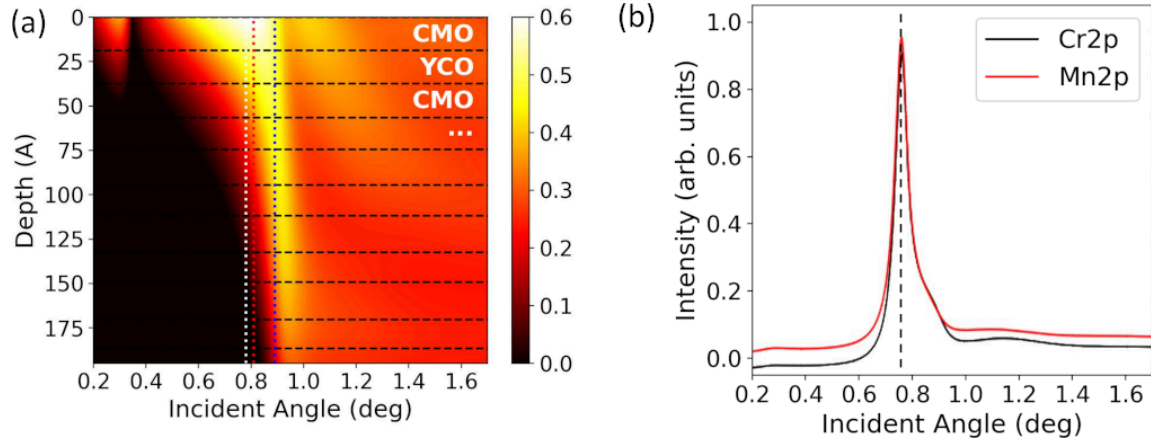 (a)
0
25
50
75
100
125
150
175
Depth (A)
0.2 0.4 0.6 0.8 1.0 1.2 1.4 1.6
Incident Angle (deg)
CMO
YCO
CMO
...
0.6
0.5
0.4
0.3
0.2
0.1
0.0
(b)
1.0
0.8
0.6
0.4
0.2
0.0
Intensity (arb. units)
Cr2p
Mn2p
0.2 0.4 0.6 0.8 1.0 1.2 1.4 1.6
Incident Angle (deg)